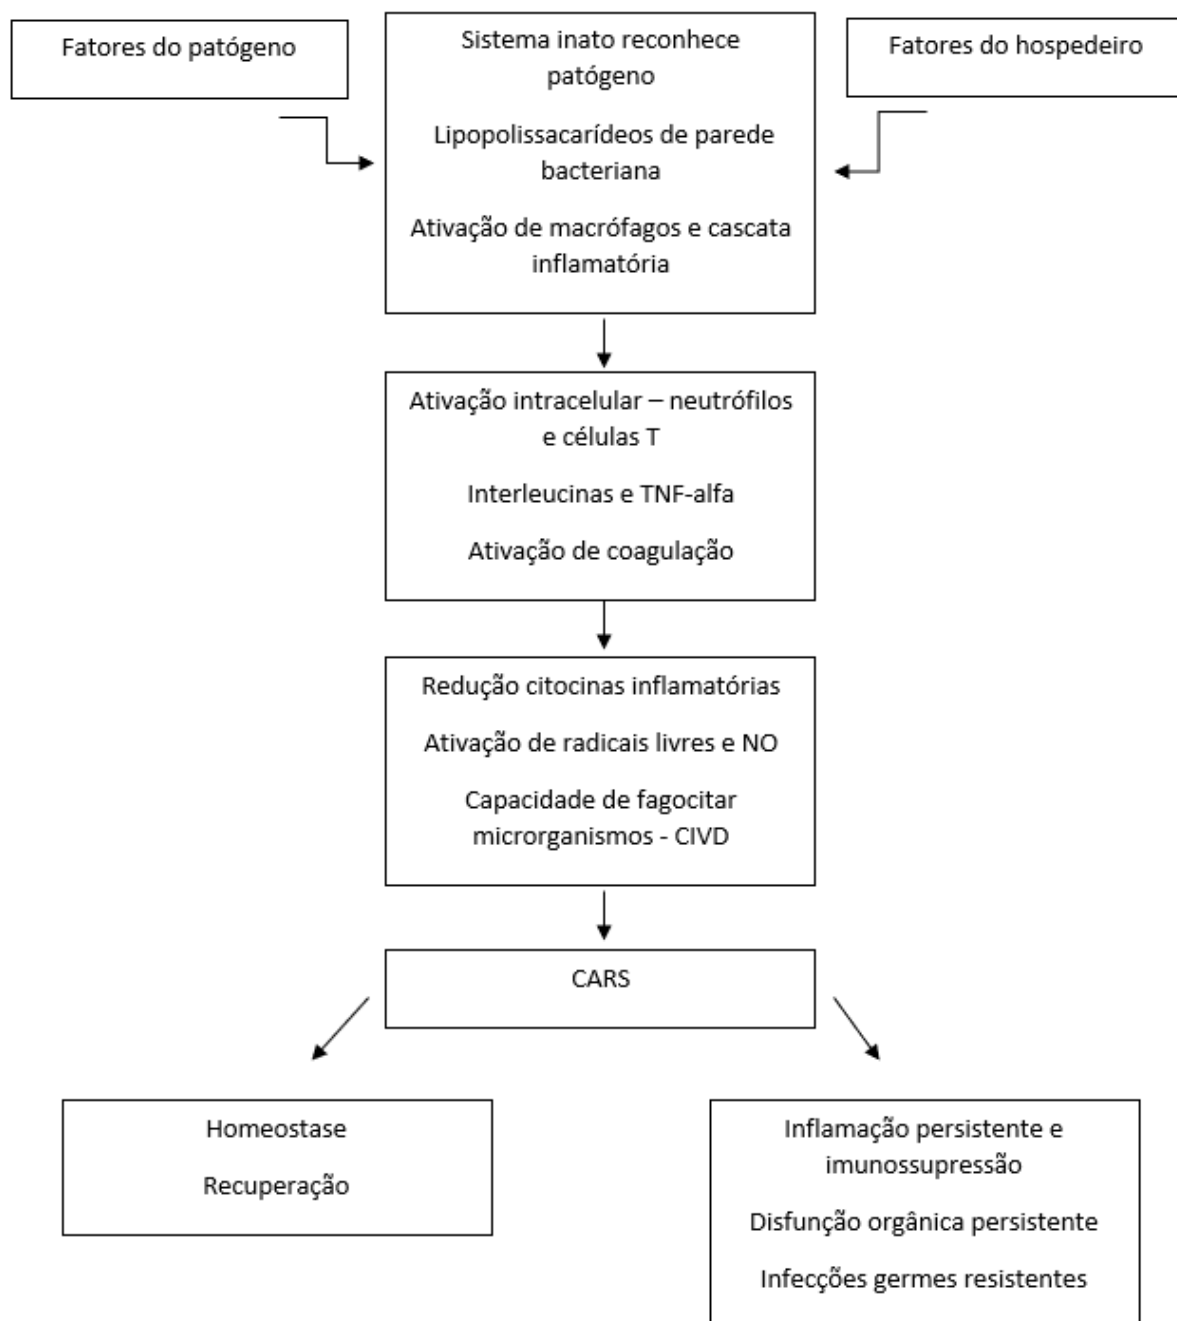 Fatores do patógeno
Sistema inato reconhece
patógeno
Lipopolissacarídeos de parede
bacteriana
Ativação de macrófagos e cascata
inflamatória
Fatores do hospedeiro
Ativação intracelular – neutrófilos
e células T
Interleucinas e TNF-alfa
Ativação de coagulação
Redução citocinas inflamatórias
Ativação de radicais livres e NO
Capacidade de fagocitar
microrganismos - CIVD
CARS
Homeostase
Recuperação
Inflamação persistente e
imunossupressão
Disfunção orgânica persistente
Infecções germes resistentes